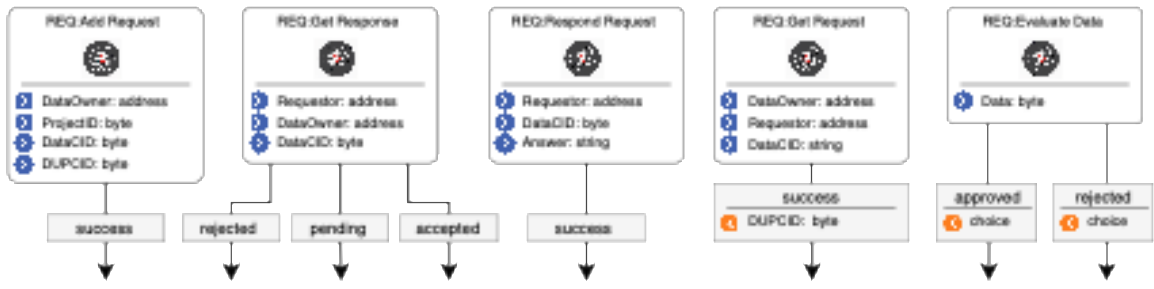 REQ:Add Request
DataOwner: address
ProjectID: byte
DataCID: byte
DUPCID: byte
success
REQ:Get Response
Requestor: address
DataOwner: address
DataCID: byte
rejected
pending
accepted
REQ:Respond Request
Requestor: address
DataCID: byte
Answer: string
success
REQ:Get Request
DataOwner: address
Requestor: address
DataCID: string
success
DUPCID: byte
REQ:Evaluate Data
Data: byte
approved
choice
rejected
choice